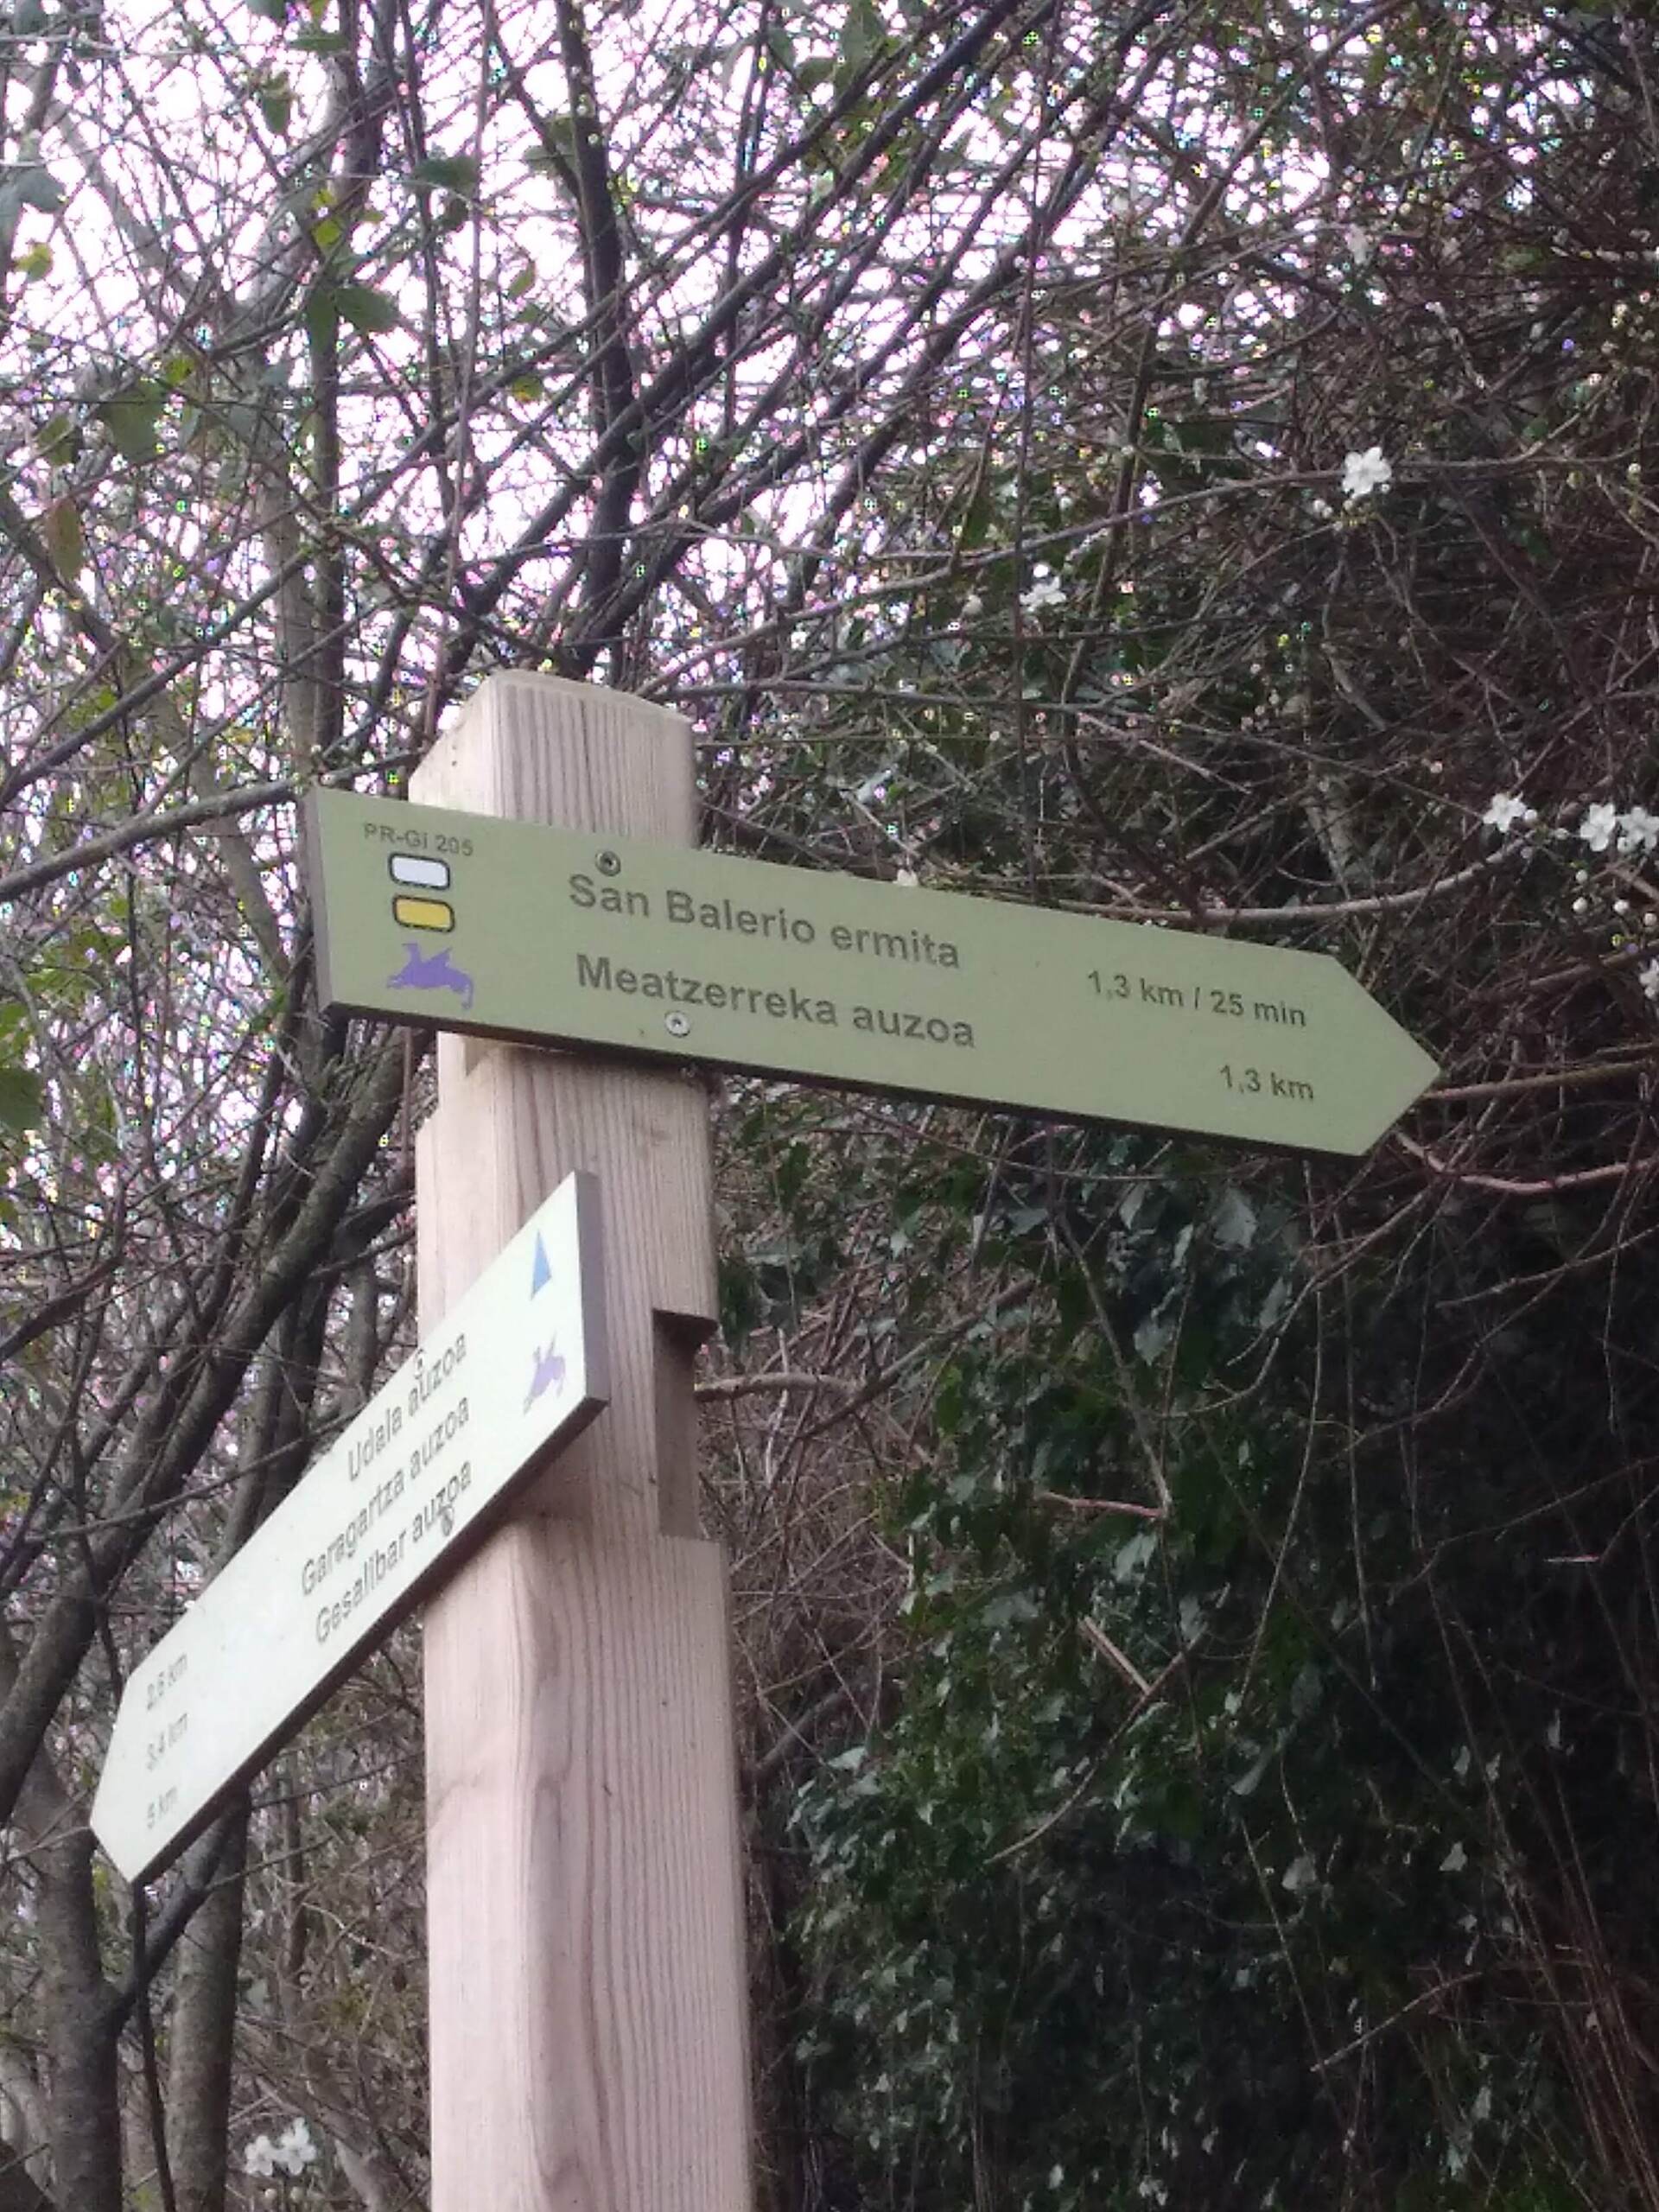 PR-Gi 205
San Balerio ermita 1,3 km / 25 min
Meatzerreka auzoa 1,3 km
Udala auzoa 2,6 km
Garagartza auzoa 3,4 km
Gesalibar auzoa 5 km